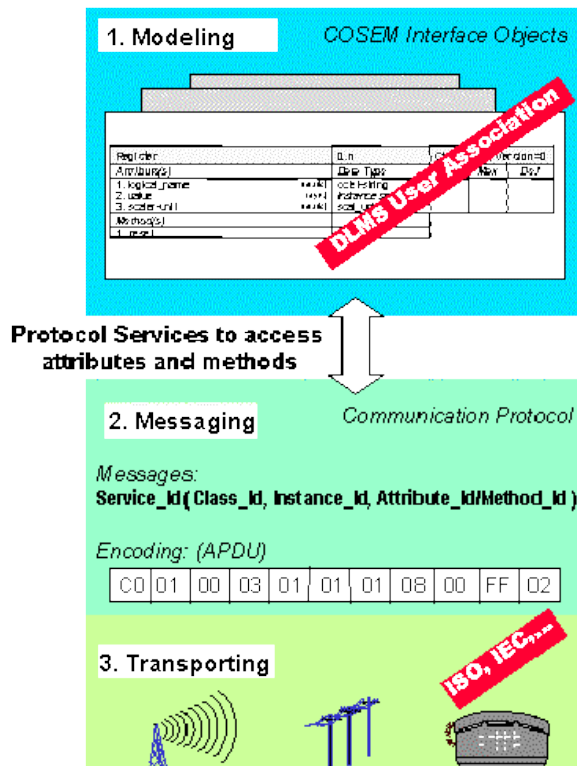 1. Modeling
COSEM Interface Objects
Register 0..n
Attribute(s) Data Type Max Def
1. logical_name octet-string
2. value instance
3. scaler-unit
Method(s)
1. reset
DLMS User Association
Protocol Services to access
attributes and methods
2. Messaging
Communication Protocol
Messages:
Service_Id( Class_Id, Instance_Id, Attribute_Id/Method_Id )
Encoding: (APDU)
C0 01 00 03 01 01 01 08 00 FF 02
3. Transporting
ISO, IEC,...